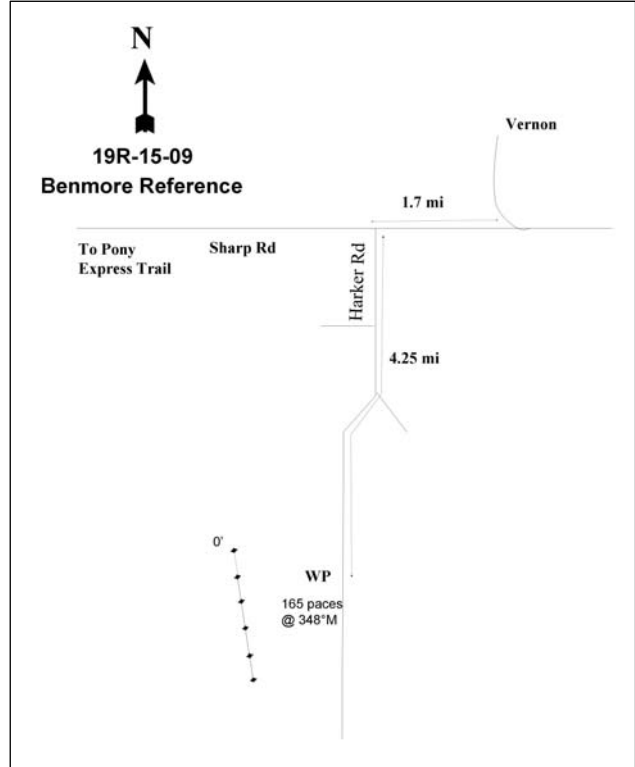 N
19R-15-09
Benmore Reference
Vernon
1.7 mi
To Pony
Express Trail
Sharp Rd
Harker Rd
4.25 mi
0'
WP
165 paces
@ 348°M